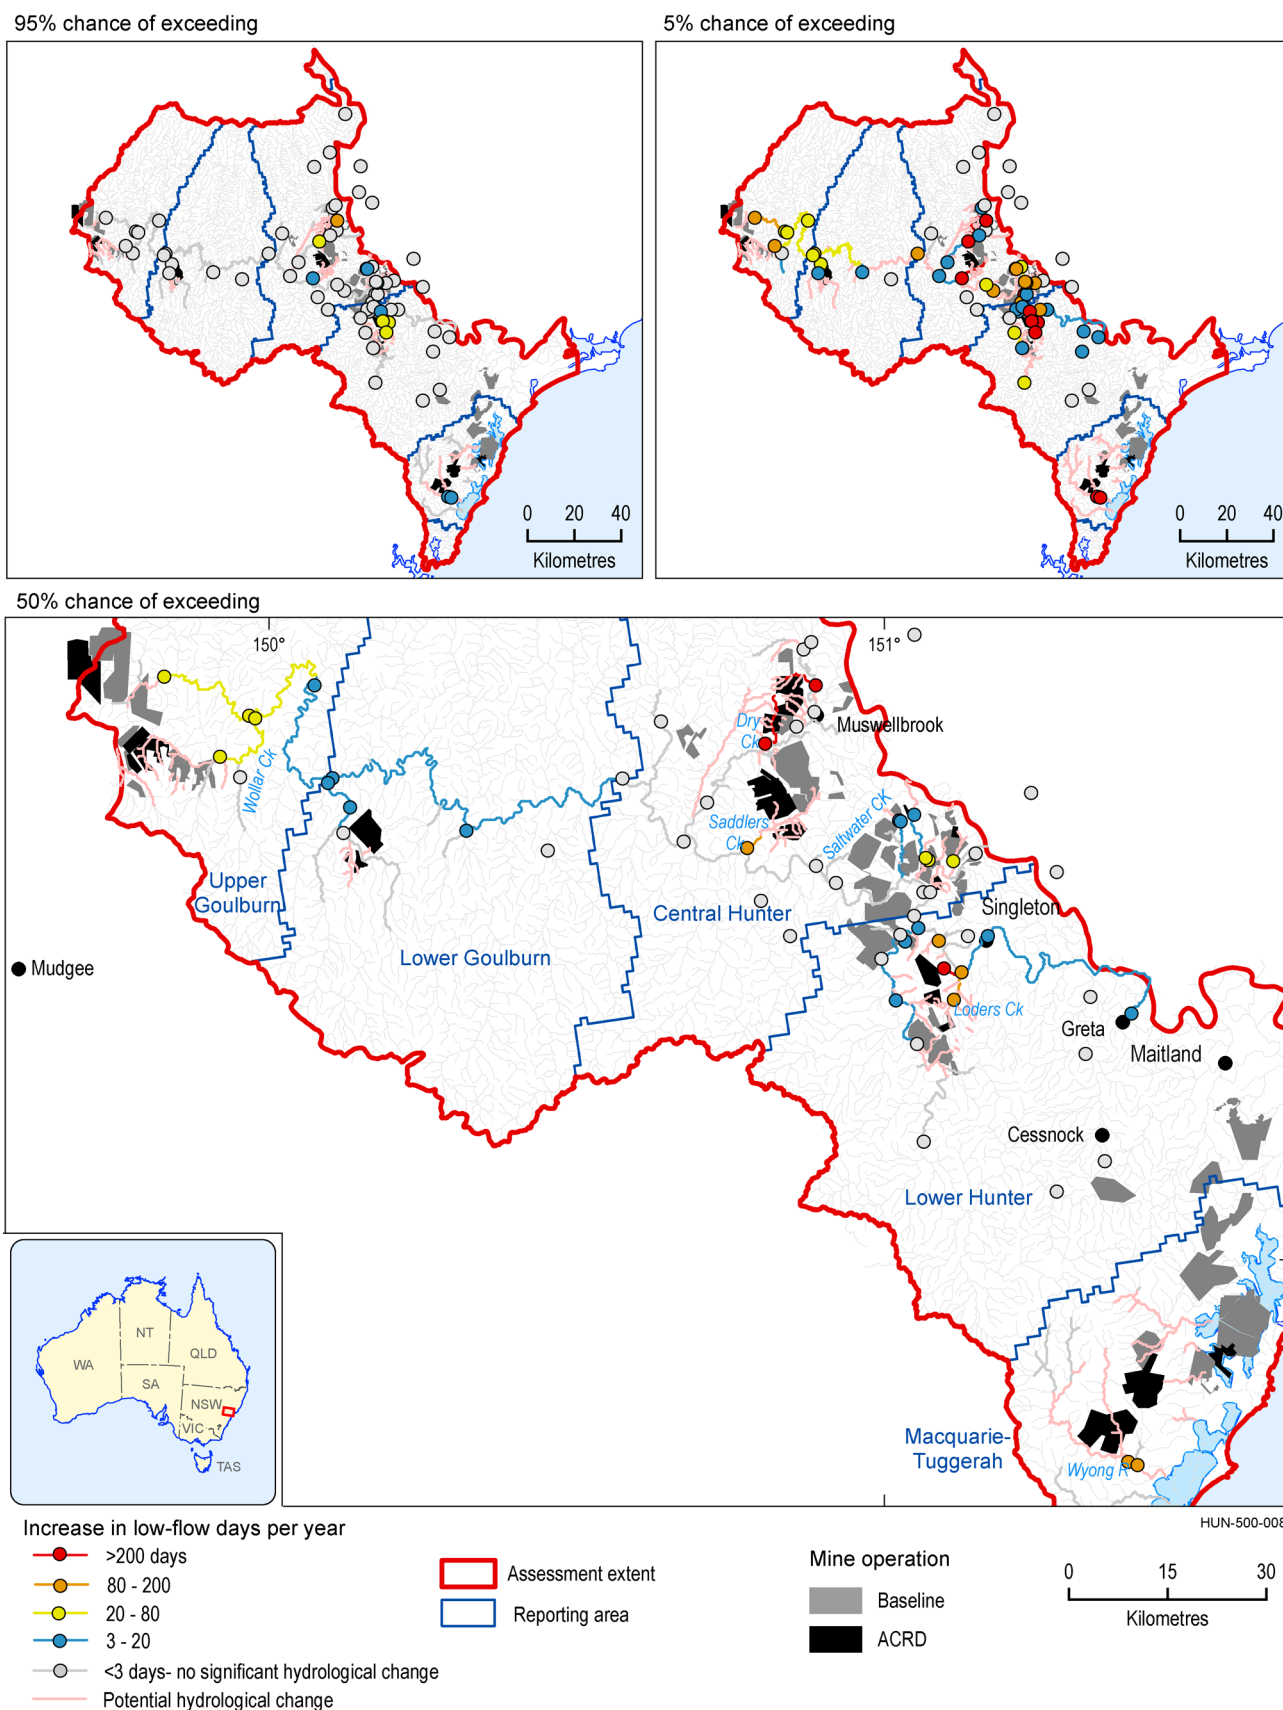 95% chance of exceeding
5% chance of exceeding
0 20 40
Kilometres
0 20 40
Kilometres
50% chance of exceeding
150°
151°
Muswellbrook
Dry
Ck
Wollar Ck
Saddlers
Ck
Saltwater CK
Upper
Goulburn
Central Hunter
Singleton
Lower Goulburn
Mudgee
Loders Ck
Greta
Maitland
Cessnock
Lower Hunter
NT
WA
QLD
SA
NSW
VIC
TAS
Macquarie-
Tuggerah
Wyong R
HUN-500-008
Increase in low-flow days per year
>200 days
80 - 200
20 - 80
3 - 20
<3 days- no significant hydrological change
Potential hydrological change
Assessment extent
Reporting area
Mine operation
Baseline
ACRD
0 15 30
Kilometres